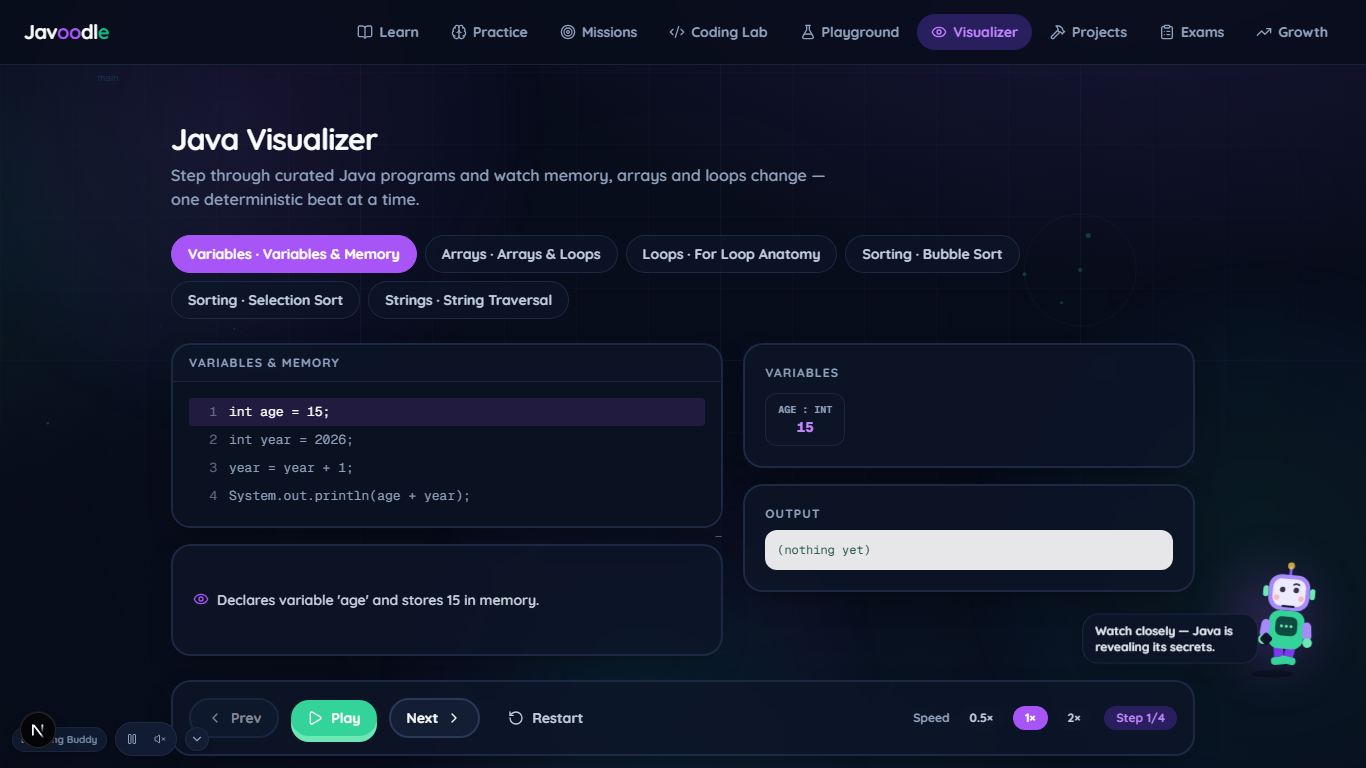 Javoodle
Learn
Practice
Missions
Coding Lab
Playground
Visualizer
Projects
Exams
Growth
main
Java Visualizer
Step through curated Java programs and watch memory, arrays and loops change —
one deterministic beat at a time.
Variables · Variables & Memory
Arrays · Arrays & Loops
Loops · For Loop Anatomy
Sorting · Bubble Sort
Sorting · Selection Sort
Strings · String Traversal
VARIABLES & MEMORY
1 int age = 15;
2 int year = 2026;
3 year = year + 1;
4 System.out.println(age + year);
VARIABLES
AGE : INT
15
OUTPUT
(nothing yet)
Declares variable 'age' and stores 15 in memory.
Watch closely — Java is
revealing its secrets.
Prev
Play
Next
Restart
Speed
0.5×
1×
2×
Step 1/4
N
Buddy